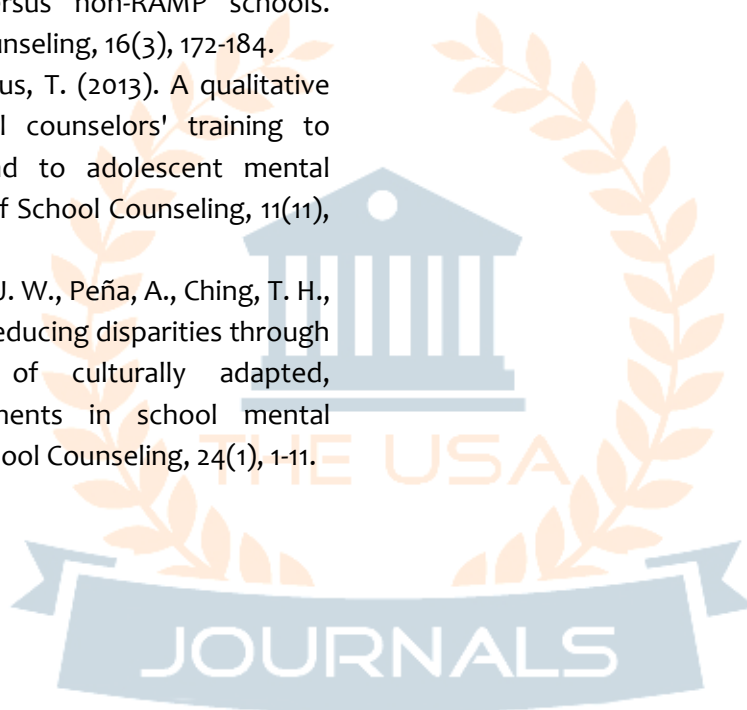 ersus non-RAMP schools.
unseling, 16(3), 172-184.
us, T. (2013). A qualitative
l counselors' training to
d to adolescent mental
f School Counseling, 11(11),
J. W., Peña, A., Ching, T. H.,
educing disparities through
of culturally adapted,
ments in school mental
ool Counseling, 24(1), 1-11.
THE USA
JOURNALS